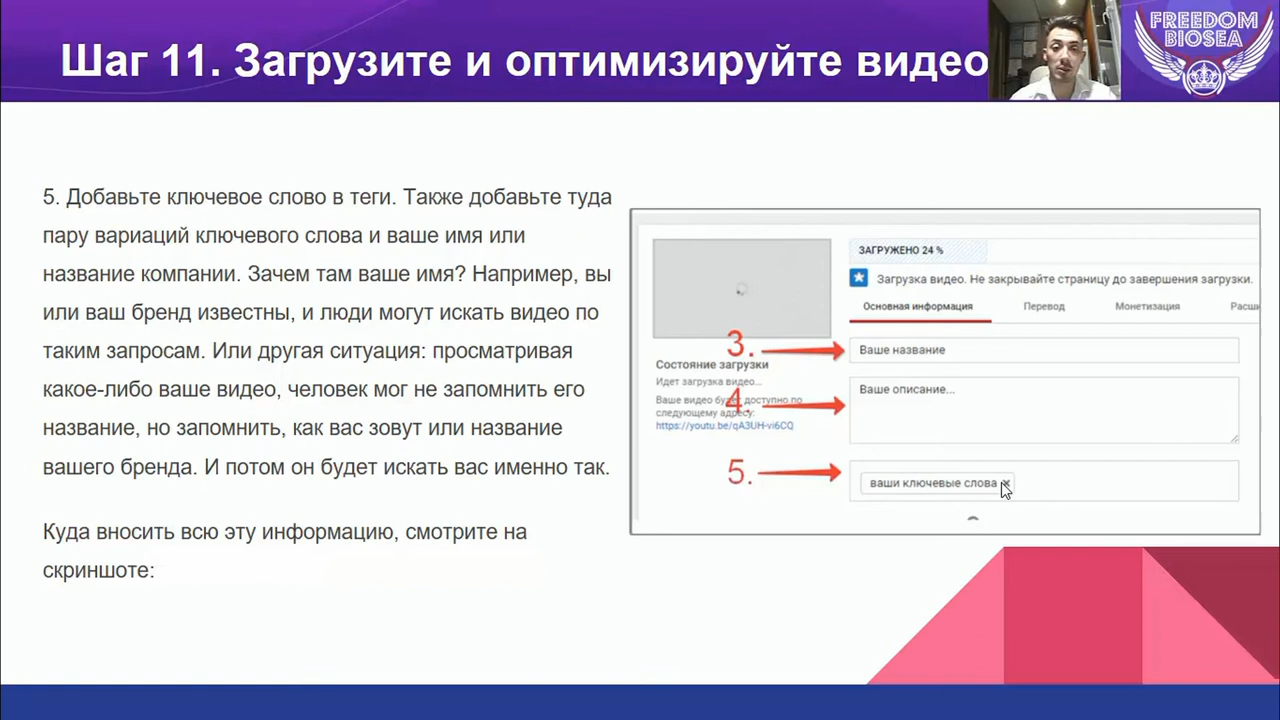 Шаг 11. Загрузите и оптимизируйте видео
FREEDOM
BIOSEA
5. Добавьте ключевое слово в теги. Также добавьте туда
пару вариаций ключевого слова и ваше имя или
название компании. Зачем там ваше имя? Например, вы
или ваш бренд известны, и люди могут искать видео по
таким запросам. Или другая ситуация: просматривая
какое-либо ваше видео, человек мог не запомнить его
название, но запомнить, как вас зовут или название
вашего бренда. И потом он будет искать вас именно так.
Куда вносить всю эту информацию, смотрите на
скриншоте:
ЗАГРУЖЕНО 24 %
Загрузка видео. Не закрывайте страницу до завершения загрузки.
Основная информация Перевод Монетизация Расши
3. Ваше название
Состояние загрузки
Идет загрузка видео...
Ваше видео будет доступно по
следующему адресу:
https://youtu.be/qA3UH-vi6CQ
4. Ваше описание...
5. ваши ключевые слова